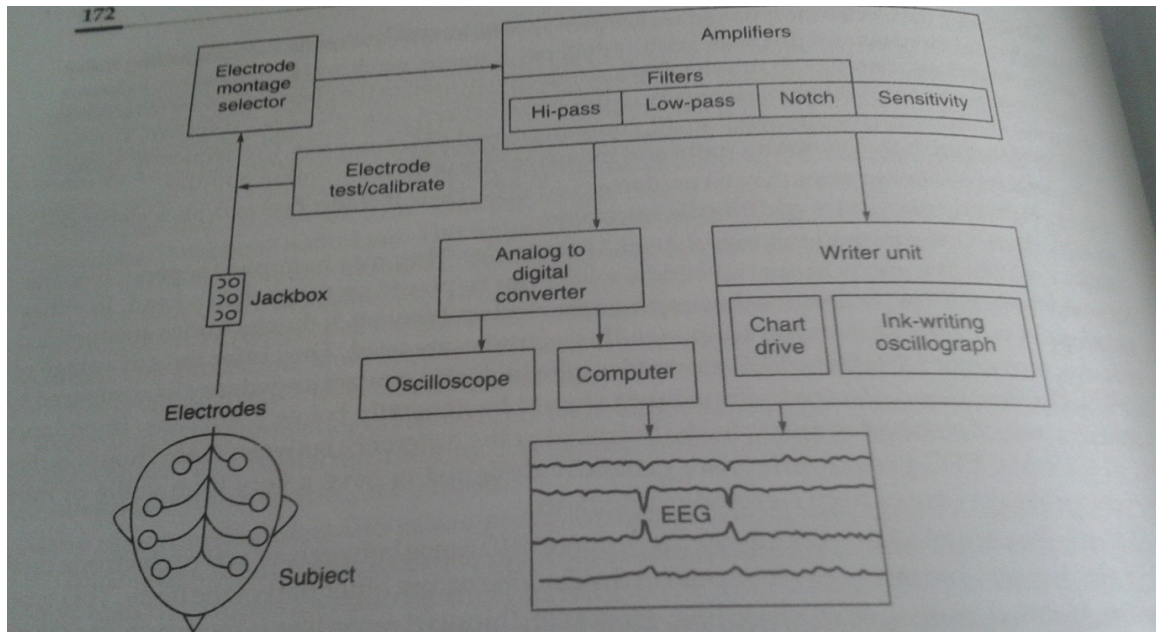 172
Electrode
montage
selector
Amplifiers
Filters
Hi-pass
Low-pass
Notch
Sensitivity
Electrode
test/calibrate
Jackbox
Analog to
digital
converter
Writer unit
Chart
drive
Ink-writing
oscillograph
Oscilloscope
Computer
Electrodes
EEG
Subject